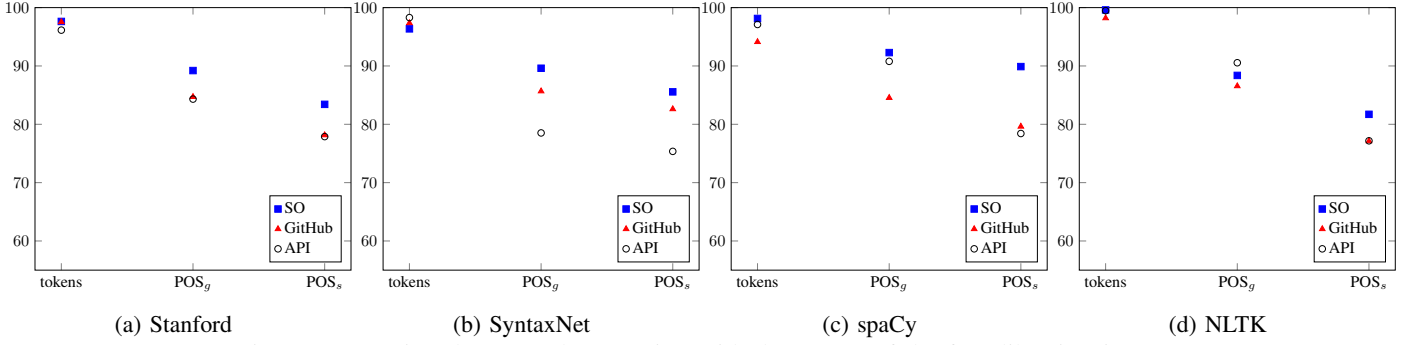 100
90
80
70
60
tokens POS_g POS_s
SO
GitHub
API
(a) Stanford
100
90
80
70
60
tokens POS_g POS_s
SO
GitHub
API
(b) SyntaxNet
100
90
80
70
60
tokens POS_g POS_s
SO
GitHub
API
(c) spaCy
100
90
80
70
60
tokens POS_g POS_s
SO
GitHub
API
(d) NLTK